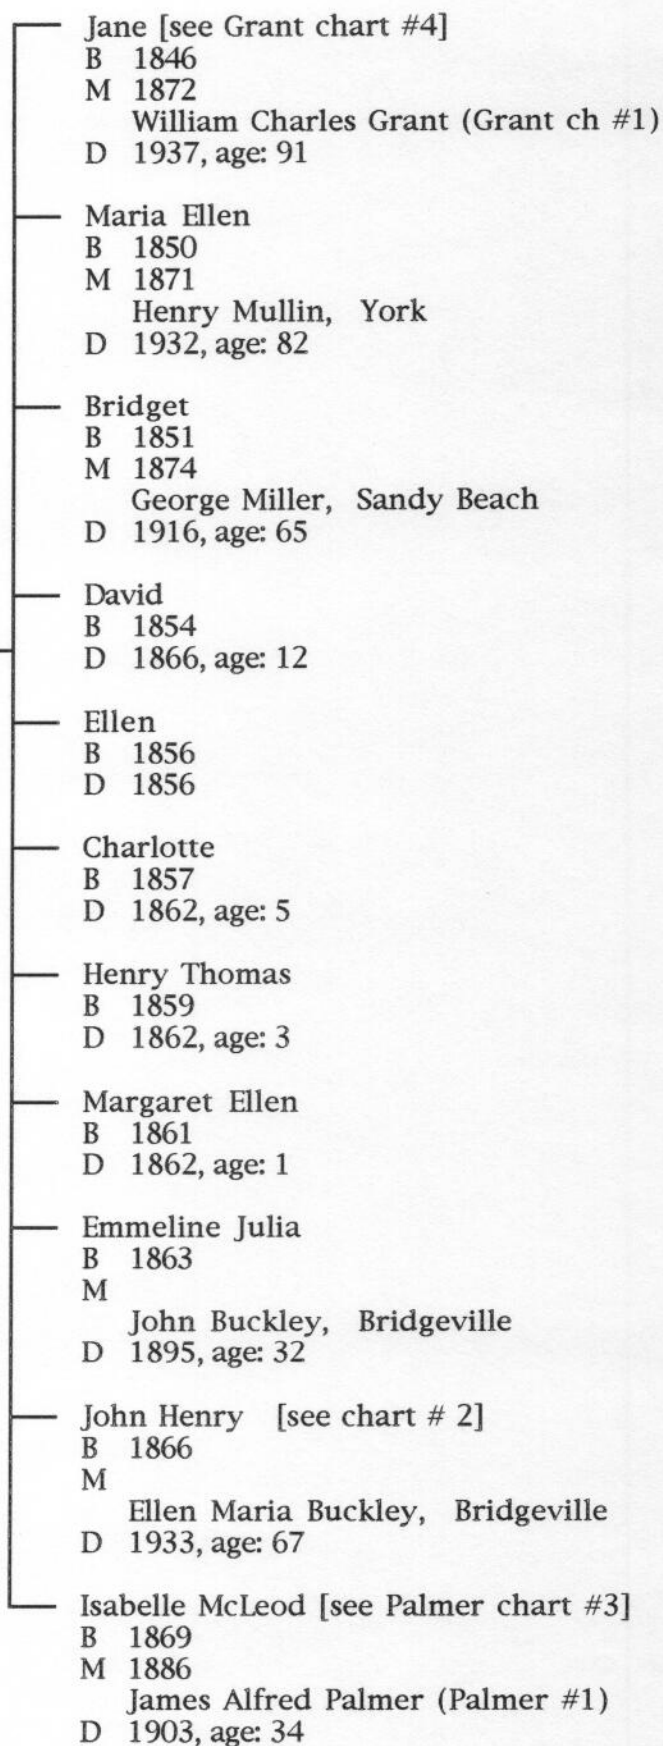 Jane [see Grant chart #4]
B 1846
M 1872
William Charles Grant (Grant ch #1)
D 1937, age: 91
Maria Ellen
B 1850
M 1871
Henry Mullin, York
D 1932, age: 82
Bridget
B 1851
M 1874
George Miller, Sandy Beach
D 1916, age: 65
David
B 1854
D 1866, age: 12
Ellen
B 1856
D 1856
Charlotte
B 1857
D 1862, age: 5
Henry Thomas
B 1859
D 1862, age: 3
Margaret Ellen
B 1861
D 1862, age: 1
Emmeline Julia
B 1863
M
John Buckley, Bridgeville
D 1895, age: 32
John Henry [see chart # 2]
B 1866
M
Ellen Maria Buckley, Bridgeville
D 1933, age: 67
Isabelle McLeod [see Palmer chart #3]
B 1869
M 1886
James Alfred Palmer (Palmer #1)
D 1903, age: 34